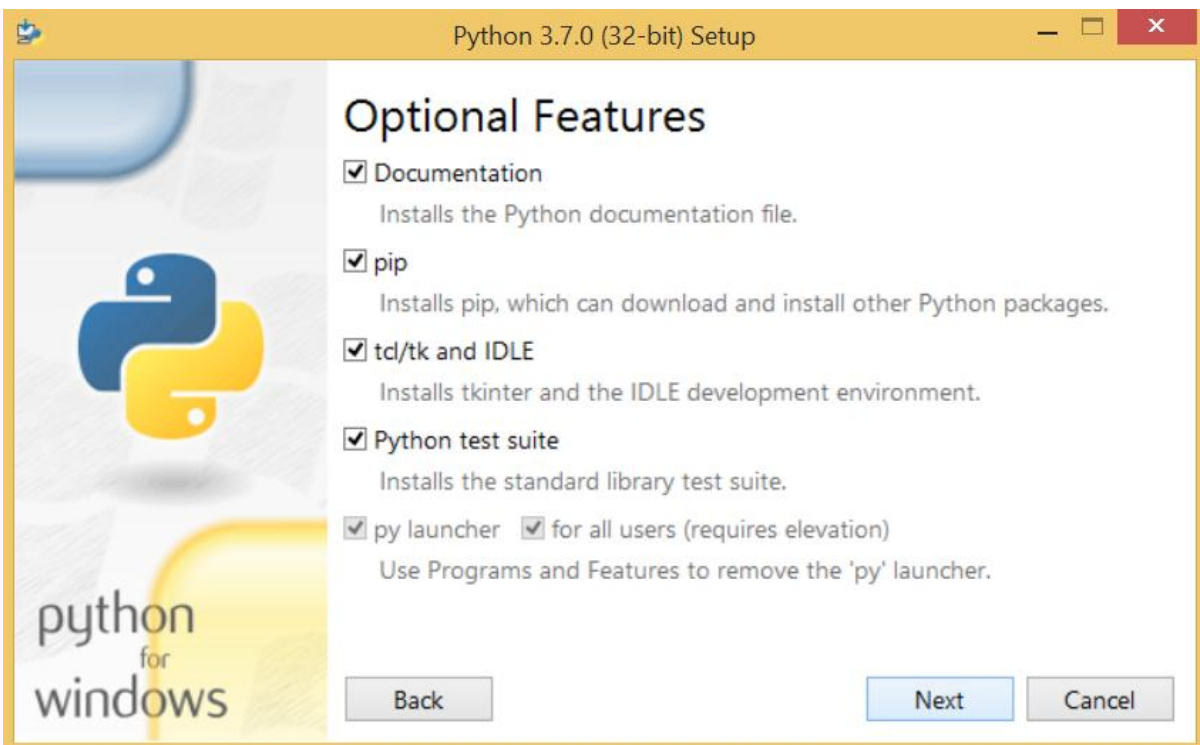 Python 3.7.0 (32-bit) Setup
Optional Features
Documentation
Installs the Python documentation file.
pip
Installs pip, which can download and install other Python packages.
tcl/tk and IDLE
Installs tkinter and the IDLE development environment.
Python test suite
Installs the standard library test suite.
py launcher for all users (requires elevation)
Use Programs and Features to remove the 'py' launcher.
python
for
windows
Back Next Cancel